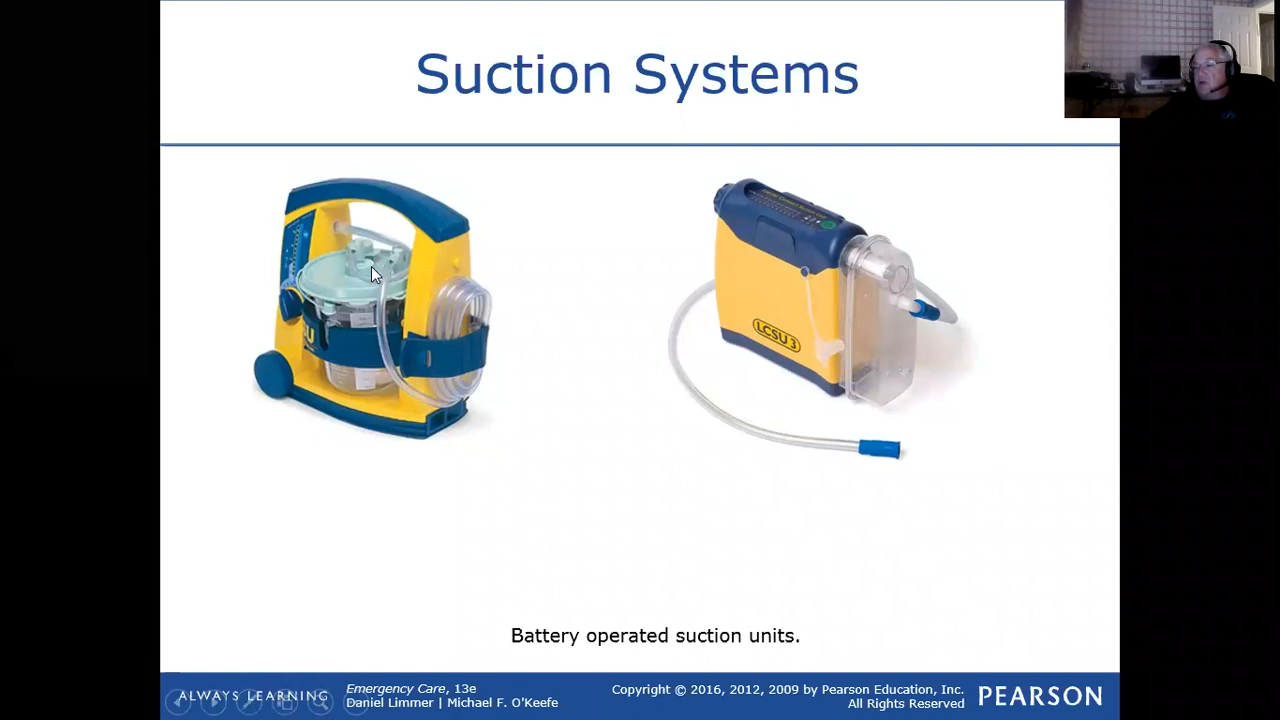 Suction Systems
LCSU 3
Battery operated suction units.
ALWAYS LEARNING
Emergency Care, 13e
Daniel Limmer | Michael F. O'Keefe
Copyright © 2016, 2012, 2009 by Pearson Education, Inc.
All Rights Reserved
PEARSON